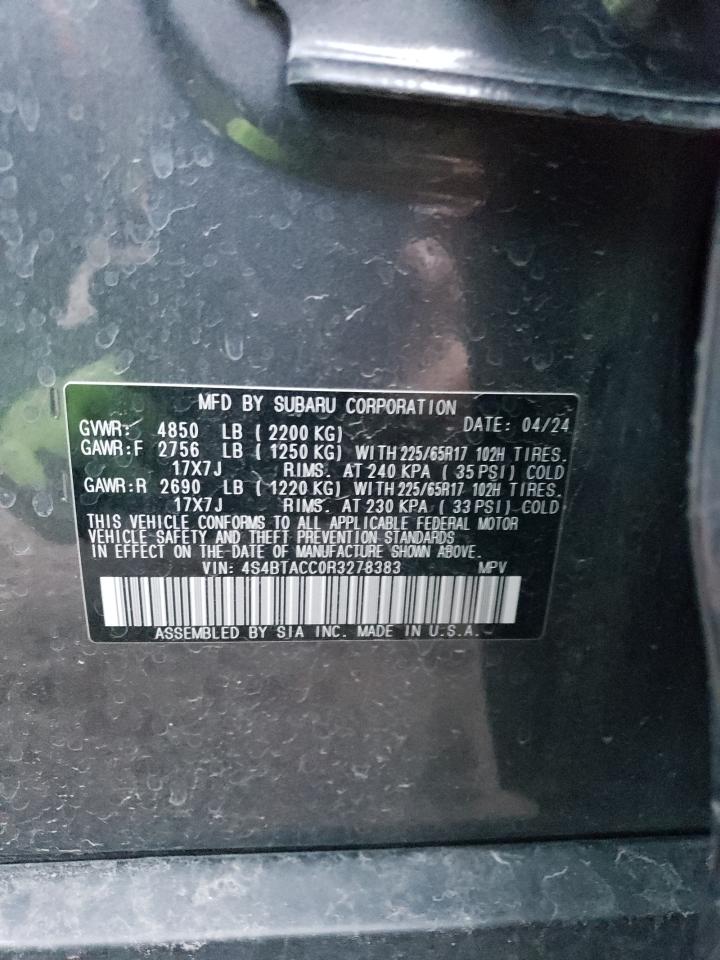 MFD BY SUBARU CORPORATION
GVWR: 4850 LB ( 2200 KG) DATE: 04/24
GAWR:F 2756 LB ( 1250 KG) WITH 225/65R17 102H TIRES.
17X7J RIMS. AT 240 KPA ( 35 PSI) COLD
GAWR:R 2690 LB ( 1220 KG) WITH 225/65R17 102H TIRES.
17X7J RIMS. AT 230 KPA ( 33 PSI) COLD
THIS VEHICLE CONFORMS TO ALL APPLICABLE FEDERAL MOTOR
VEHICLE SAFETY AND THEFT PREVENTION STANDARDS
IN EFFECT ON THE DATE OF MANUFACTURE SHOWN ABOVE.
VIN: 4S4BTACC0R3278383 MPV
ASSEMBLED BY SIA INC. MADE IN U.S.A.